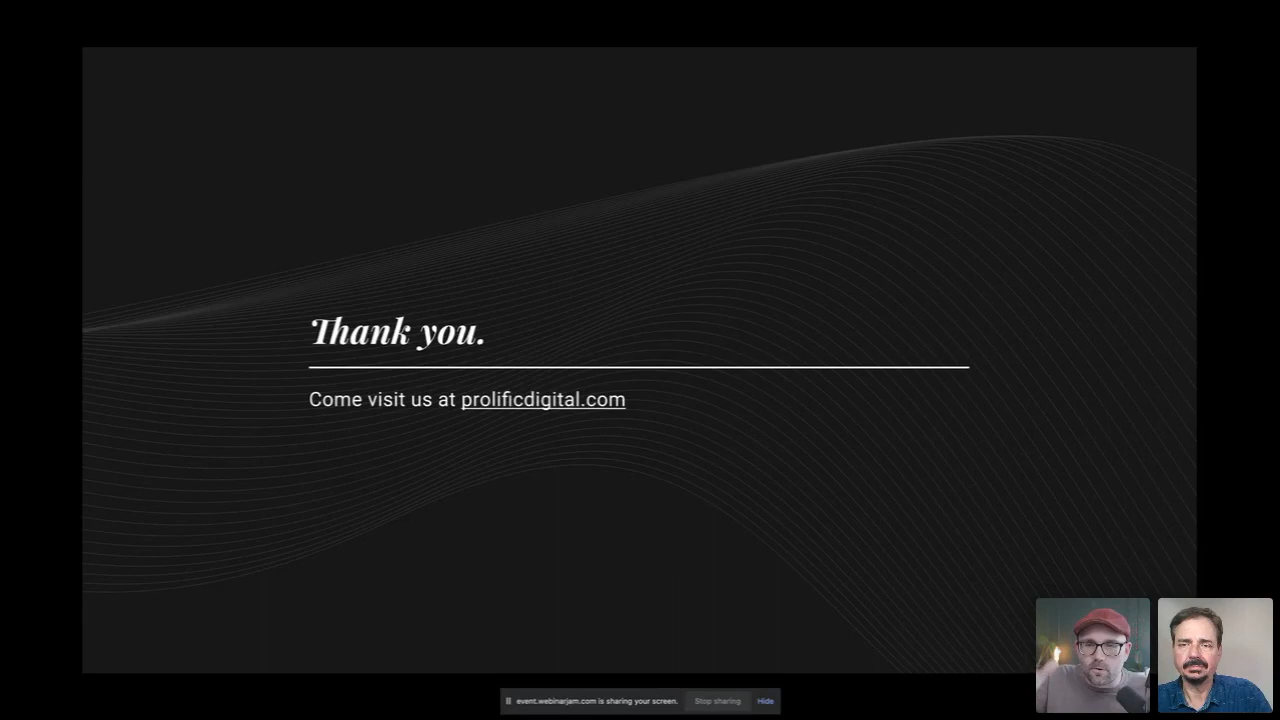 Thank you.
Come visit us at prolificdigital.com
event.webinarjam.com is sharing your screen. Stop sharing Hide